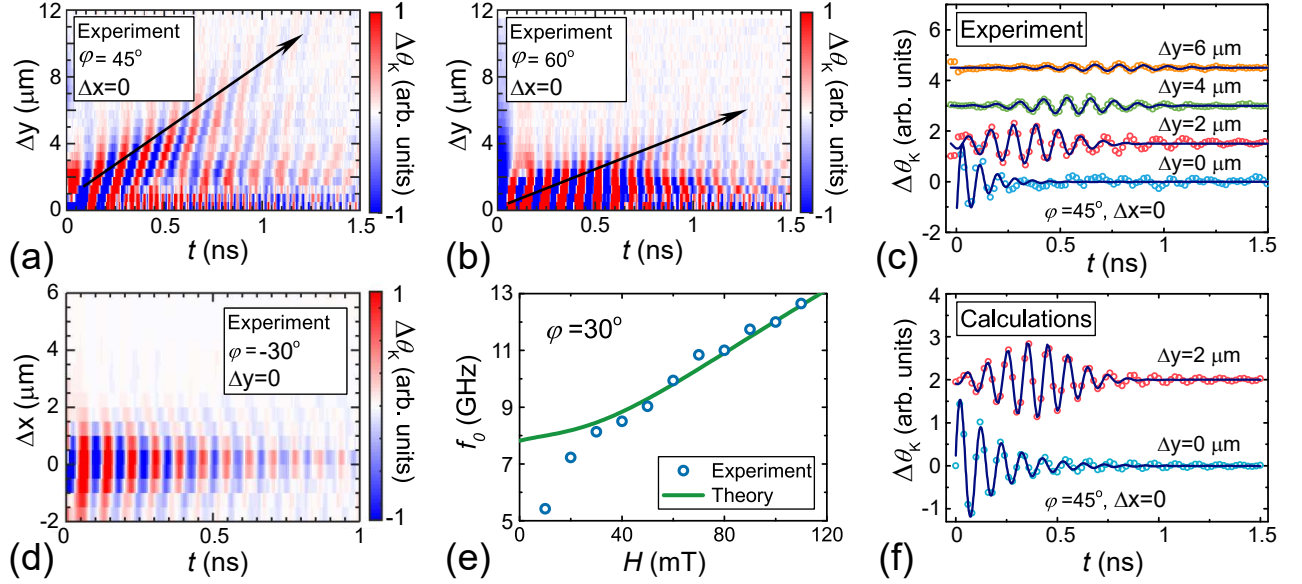 12
8
4
0
Δy (μm)
Experiment
φ = 45°
Δx=0
0
0.5
1
1.5
t (ns)
1
-1
Δθ_K (arb. units)
(a)
12
8
4
0
Δy (μm)
Experiment
φ = 60°
Δx=0
0
0.5
1
1.5
t (ns)
1
-1
Δθ_K (arb. units)
(b)
6
4
2
0
-2
Δθ_K (arb. units)
Experiment
Δy=6 μm
Δy=4 μm
Δy=2 μm
Δy=0 μm
φ=45°, Δx=0
0
0.5
1
1.5
t (ns)
(c)
6
4
2
0
-2
Δx (μm)
Experiment
φ = -30°
Δy=0
0
0.5
1
t (ns)
1
-1
Δθ_K (arb. units)
(d)
13
11
9
7
5
f_0 (GHz)
φ=30°
Experiment
Theory
0
40
80
120
H (mT)
(e)
4
3
2
1
0
-1
Δθ_K (arb. units)
Calculations
Δy=2 μm
Δy=0 μm
φ=45°, Δx=0
0
0.5
1
1.5
t (ns)
(f)